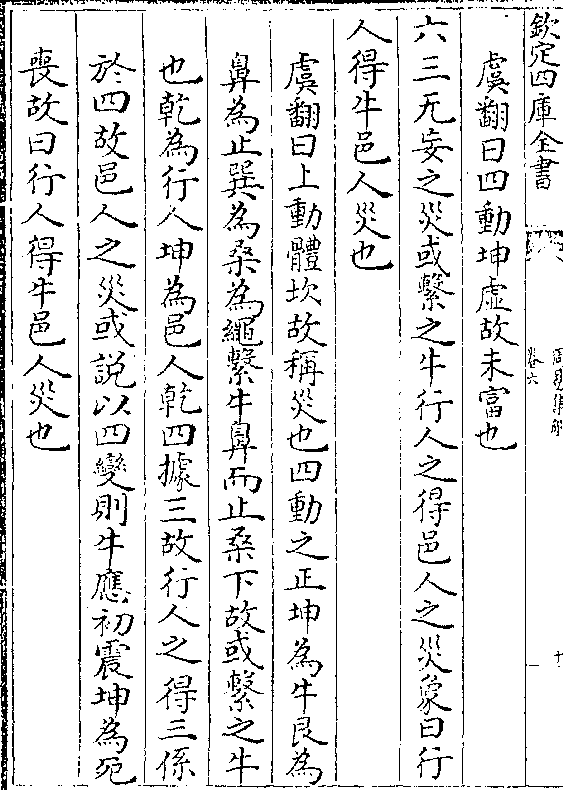 欽定四庫全書
周易集解
卷六
十一
虞翻曰四動坤虛故未富也
六三无妄之災或繫之牛行人之得邑人之災象曰行
人得牛邑人災也
虞翻曰上動體坎故稱災也四動之正坤為牛艮為
鼻為止巽為桑為繩繫牛鼻而止桑下故或繫之牛
也乾為行人坤為邑人乾四據三故行人之得三係
於四故邑人之災或說以四變則牛應初震坤為死
喪故曰行人得牛邑人災也